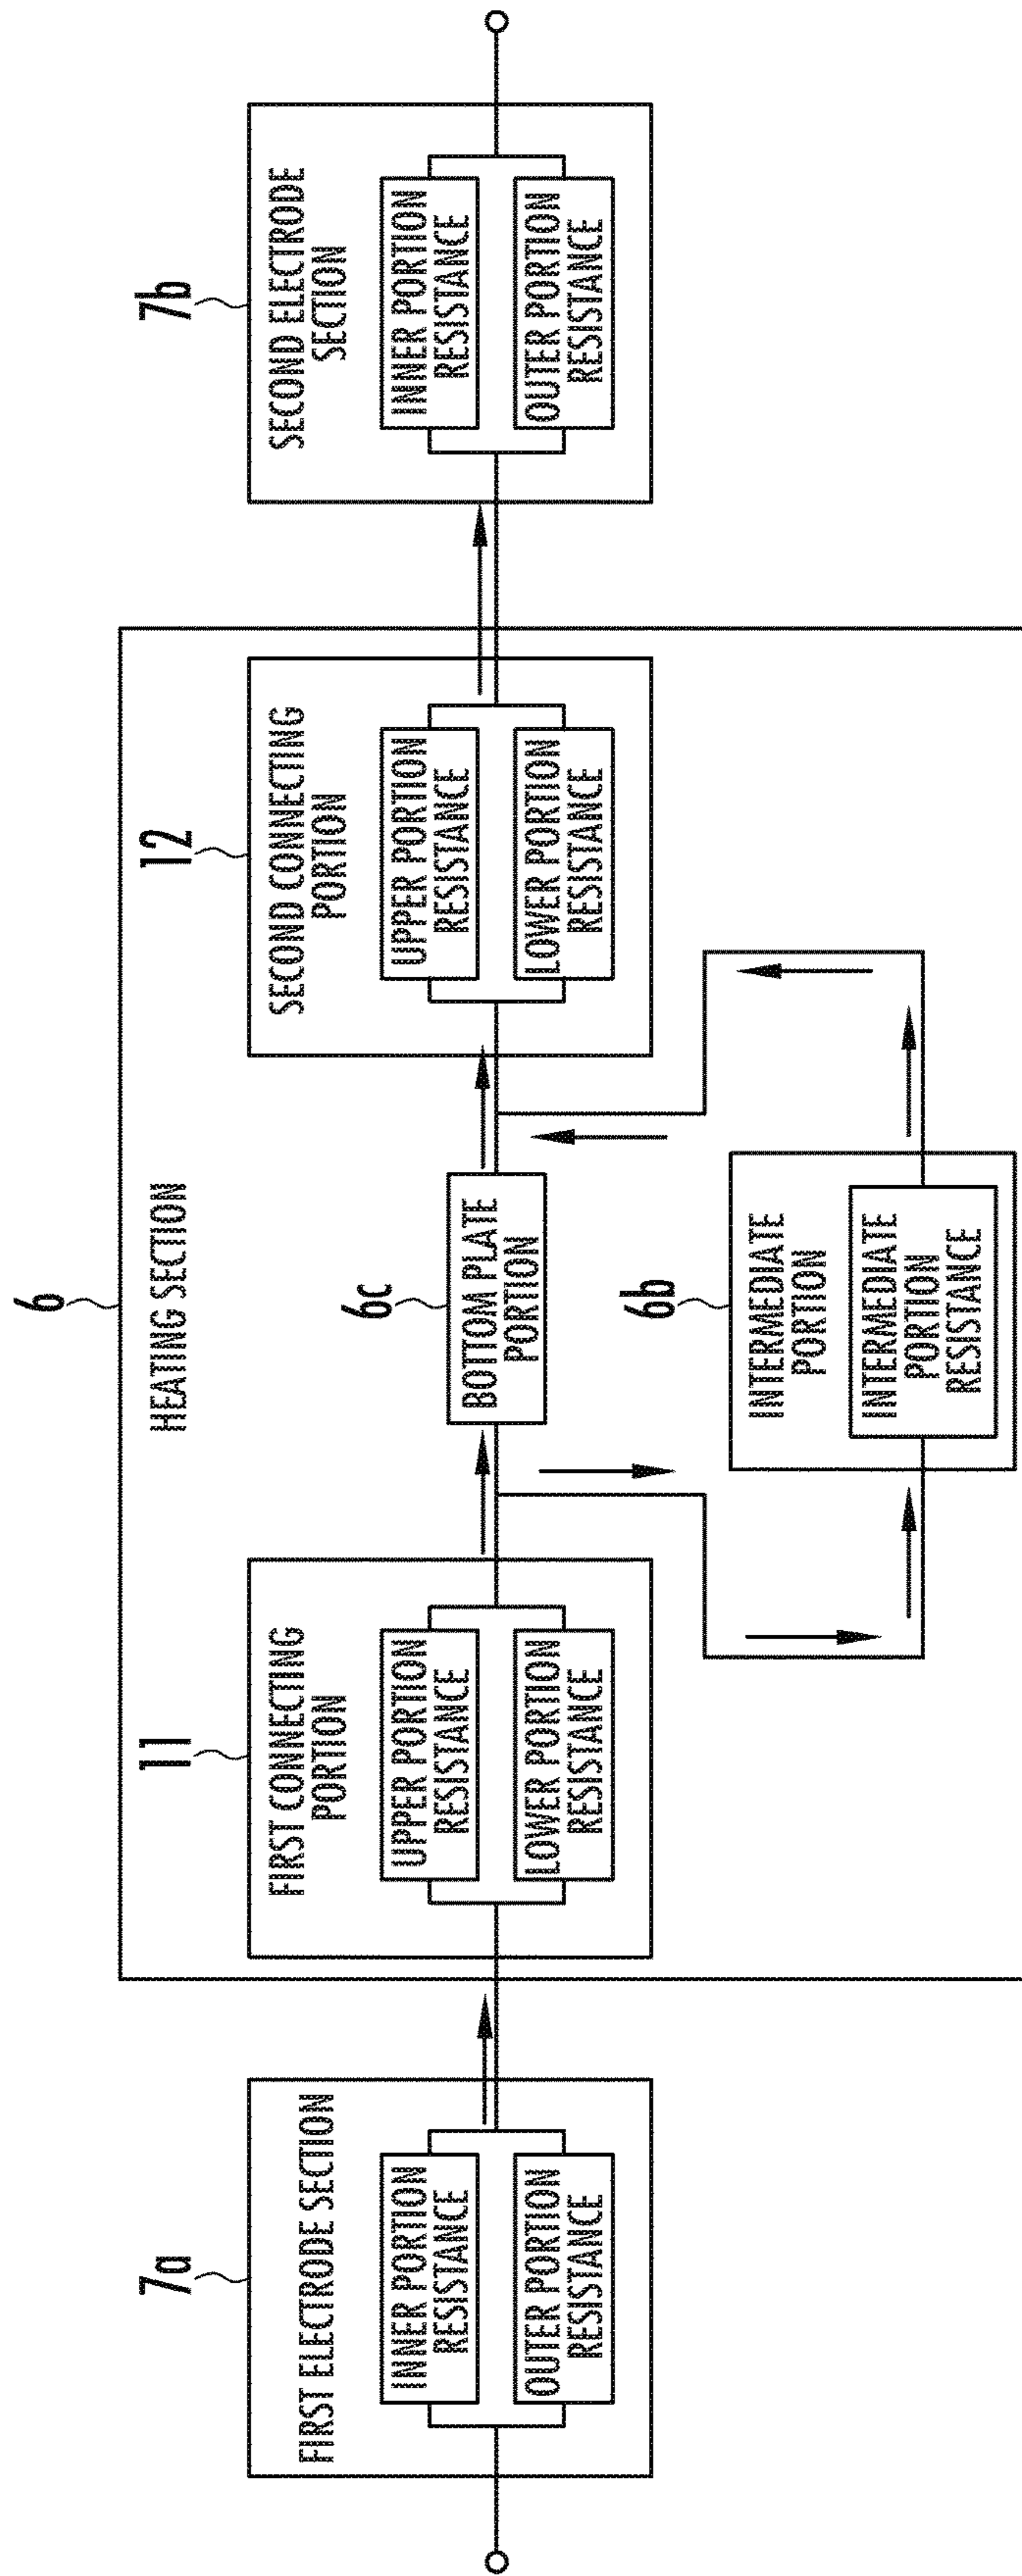 6
HEATING SECTION
7a
FIRST ELECTRODE SECTION
INNER PORTION
RESISTANCE
OUTER PORTION
RESISTANCE
11
FIRST CONNECTING
PORTION
UPPER PORTION
RESISTANCE
LOWER PORTION
RESISTANCE
6c
BOTTOM PLATE
PORTION
6b
INTERMEDIATE
PORTION
INTERMEDIATE
PORTION
RESISTANCE
12
SECOND CONNECTING
PORTION
UPPER PORTION
RESISTANCE
LOWER PORTION
RESISTANCE
7b
SECOND ELECTRODE
SECTION
INNER PORTION
RESISTANCE
OUTER PORTION
RESISTANCE